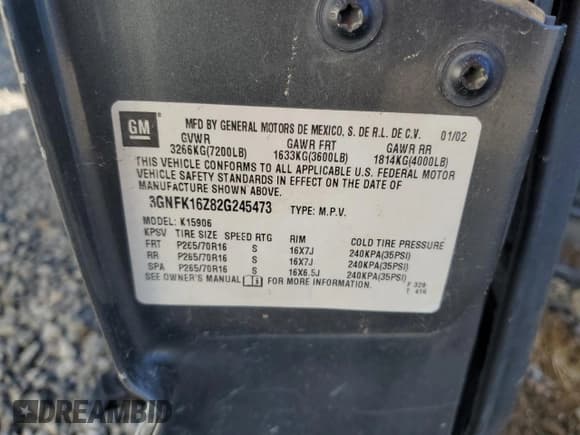 GM
MFD BY GENERAL MOTORS DE MEXICO, S. DE R.L. DE C.V. 01/02
GVWR GAWR FRT GAWR RR
3266KG(7200LB) 1633KG(3600LB) 1814KG(4000LB)
THIS VEHICLE CONFORMS TO ALL APPLICABLE U.S. FEDERAL MOTOR
VEHICLE SAFETY STANDARDS IN EFFECT ON THE DATE OF
MANUFACTURE SHOWN ABOVE.
3GNFK16Z82G245473 TYPE: M.P.V.
MODEL: K15906
KPSV TIRE SIZE SPEED RTG RIM COLD TIRE PRESSURE
FRT P265/70R16 S 16X7J 240KPA(35PSI)
RR P265/70R16 S 16X7J 240KPA(35PSI)
SPA P265/70R16 S 16X6.5J 240KPA(35PSI)
SEE OWNER'S MANUAL FOR MORE INFORMATION.
F 329
T 416
DREAMBID